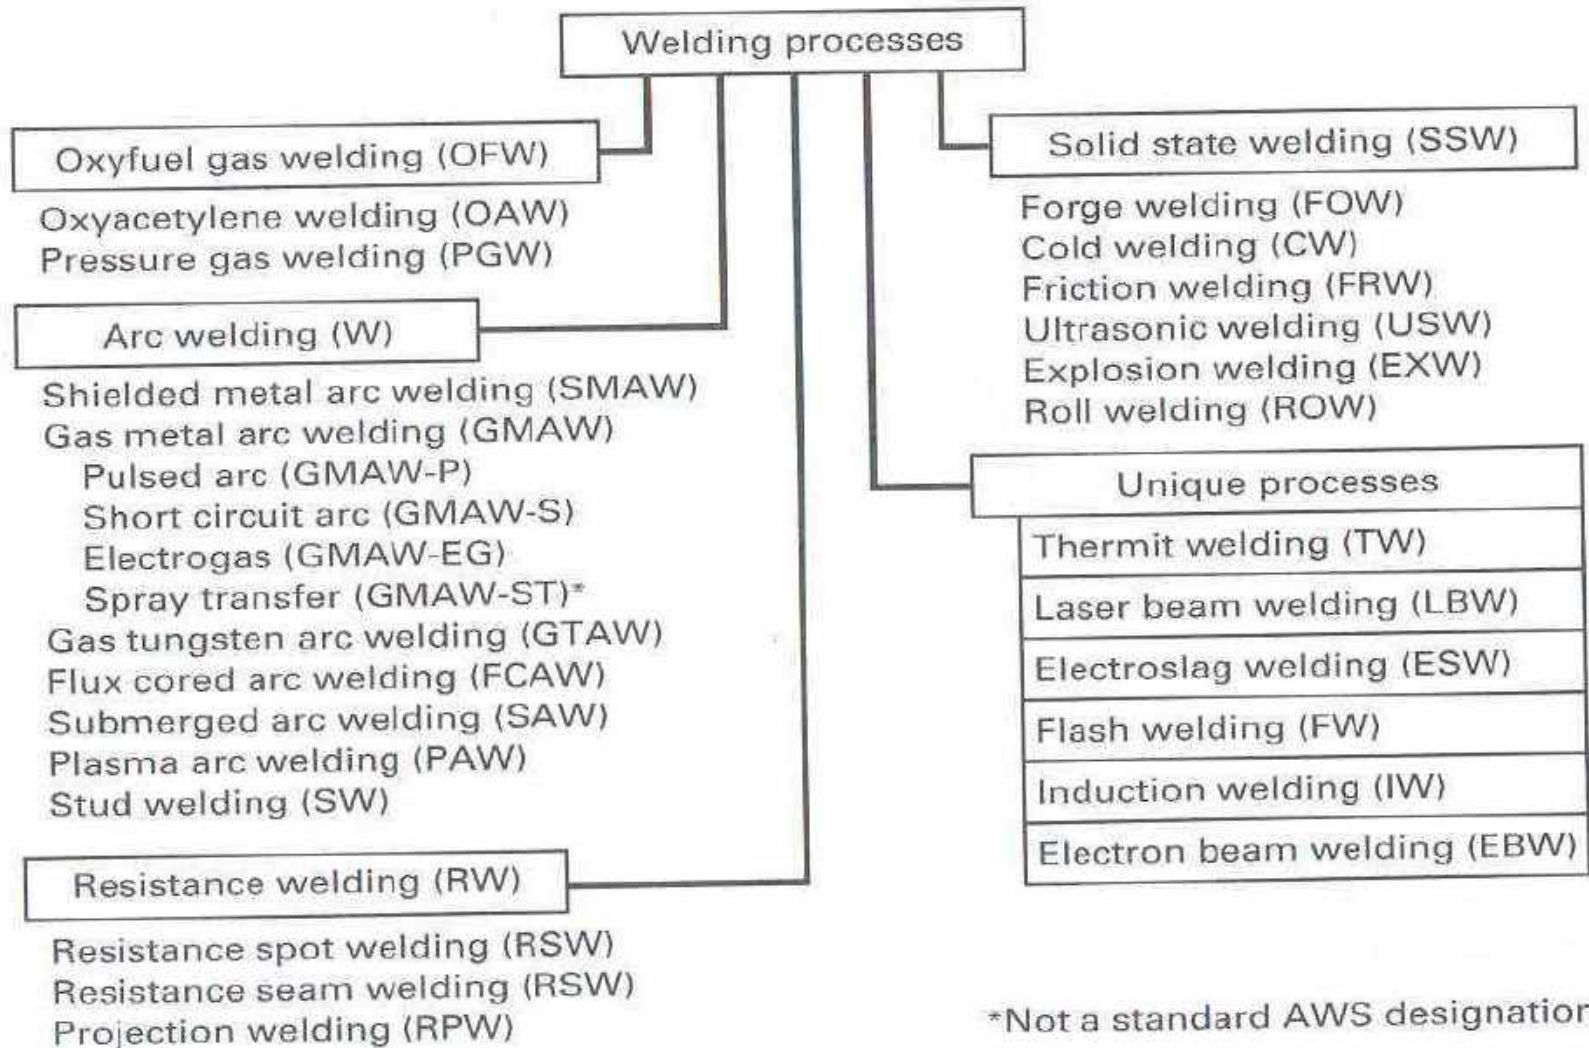 Welding processes
Oxyfuel gas welding (OFW)
Oxyacetylene welding (OAW)
Pressure gas welding (PGW)
Arc welding (W)
Shielded metal arc welding (SMAW)
Gas metal arc welding (GMAW)
Pulsed arc (GMAW-P)
Short circuit arc (GMAW-S)
Electrogas (GMAW-EG)
Spray transfer (GMAW-ST)*
Gas tungsten arc welding (GTAW)
Flux cored arc welding (FCAW)
Submerged arc welding (SAW)
Plasma arc welding (PAW)
Stud welding (SW)
Resistance welding (RW)
Resistance spot welding (RSW)
Resistance seam welding (RSW)
Projection welding (RPW)
Solid state welding (SSW)
Forge welding (FOW)
Cold welding (CW)
Friction welding (FRW)
Ultrasonic welding (USW)
Explosion welding (EXW)
Roll welding (ROW)
Unique processes
Thermit welding (TW)
Laser beam welding (LBW)
Electroslag welding (ESW)
Flash welding (FW)
Induction welding (IW)
Electron beam welding (EBW)
*Not a standard AWS designation